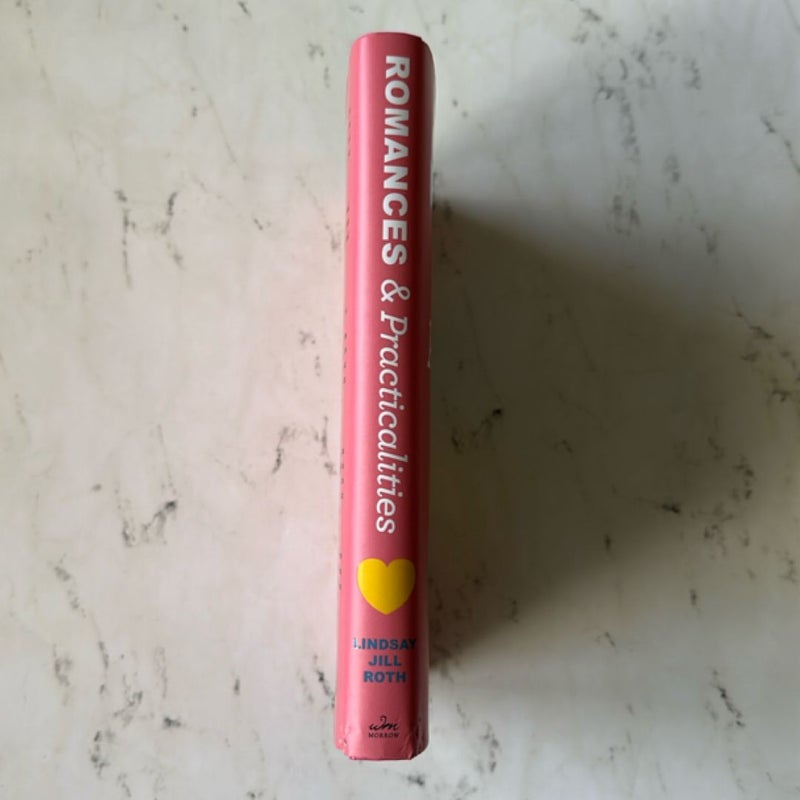 ROMANCES & Practicalities
LINDSAY
JILL
ROTH
wm
MORROW